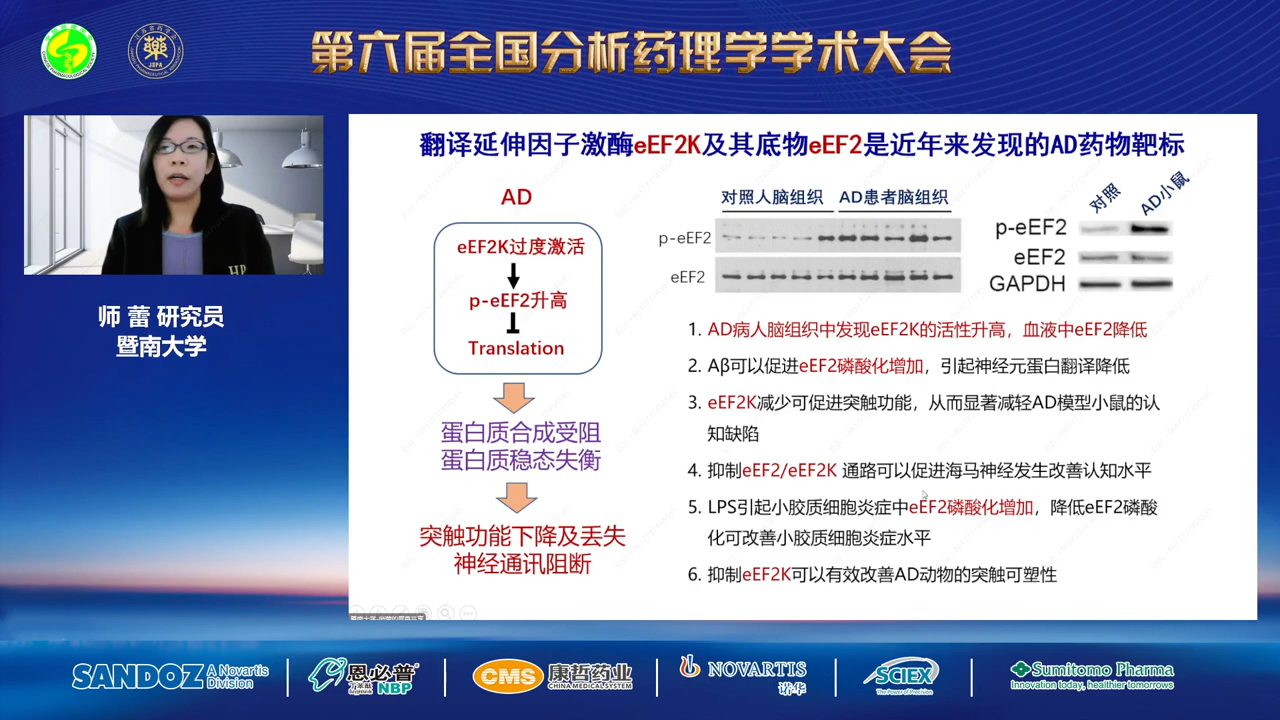 第六届全国分析药理学学术大会
JSPA
HP
师 蕾 研究员
暨南大学
翻译延伸因子激酶eEF2K及其底物eEF2是近年来发现的AD药物靶标
AD
eEF2K过度激活
p-eEF2升高
Translation
蛋白质合成受阻
蛋白质稳态失衡
突触功能下降及丢失
神经通讯阻断
对照人脑组织 AD患者脑组织
p-eEF2
eEF2
对照 AD小鼠
p-eEF2
eEF2
GAPDH
1. AD病人脑组织中发现eEF2K的活性升高，血液中eEF2降低
2. Aβ可以促进eEF2磷酸化增加，引起神经元蛋白翻译降低
3. eEF2K减少可促进突触功能，从而显著减轻AD模型小鼠的认
知缺陷
4. 抑制eEF2/eEF2K 通路可以促进海马神经发生改善认知水平
5. LPS引起小胶质细胞炎症中eEF2磷酸化增加，降低eEF2磷酸
化可改善小胶质细胞炎症水平
6. 抑制eEF2K可以有效改善AD动物的突触可塑性
SANDOZ A Novartis Division
恩必普 NBP
CMS 康哲药业
CHINA MEDICAL SYSTEM
NOVARTIS
诺华
SCIEX
The Power of Precision
Sumitomo Pharma
Innovation today, healthier tomorrows